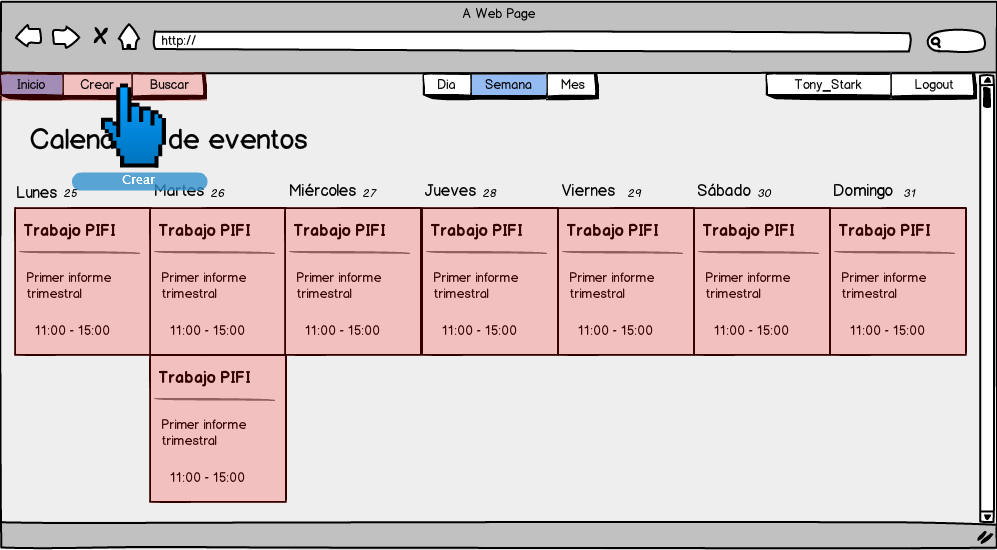 A Web Page
http://
Inicio Crear Buscar Dia Semana Mes Tony_Stark Logout
de eventos
Crear
Lunes 25 Martes 26 Miércoles 27 Jueves 28 Viernes 29 Sábado 30 Domingo 31
Trabajo PIFI Trabajo PIFI Trabajo PIFI Trabajo PIFI Trabajo PIFI Trabajo PIFI Trabajo PIFI
Primer informe Primer informe Primer informe Primer informe Primer informe Primer informe Primer informe
trimestral trimestral trimestral trimestral trimestral trimestral trimestral
11:00 - 15:00 11:00 - 15:00 11:00 - 15:00 11:00 - 15:00 11:00 - 15:00 11:00 - 15:00 11:00 - 15:00
Trabajo PIFI
Primer informe
trimestral
11:00 - 15:00